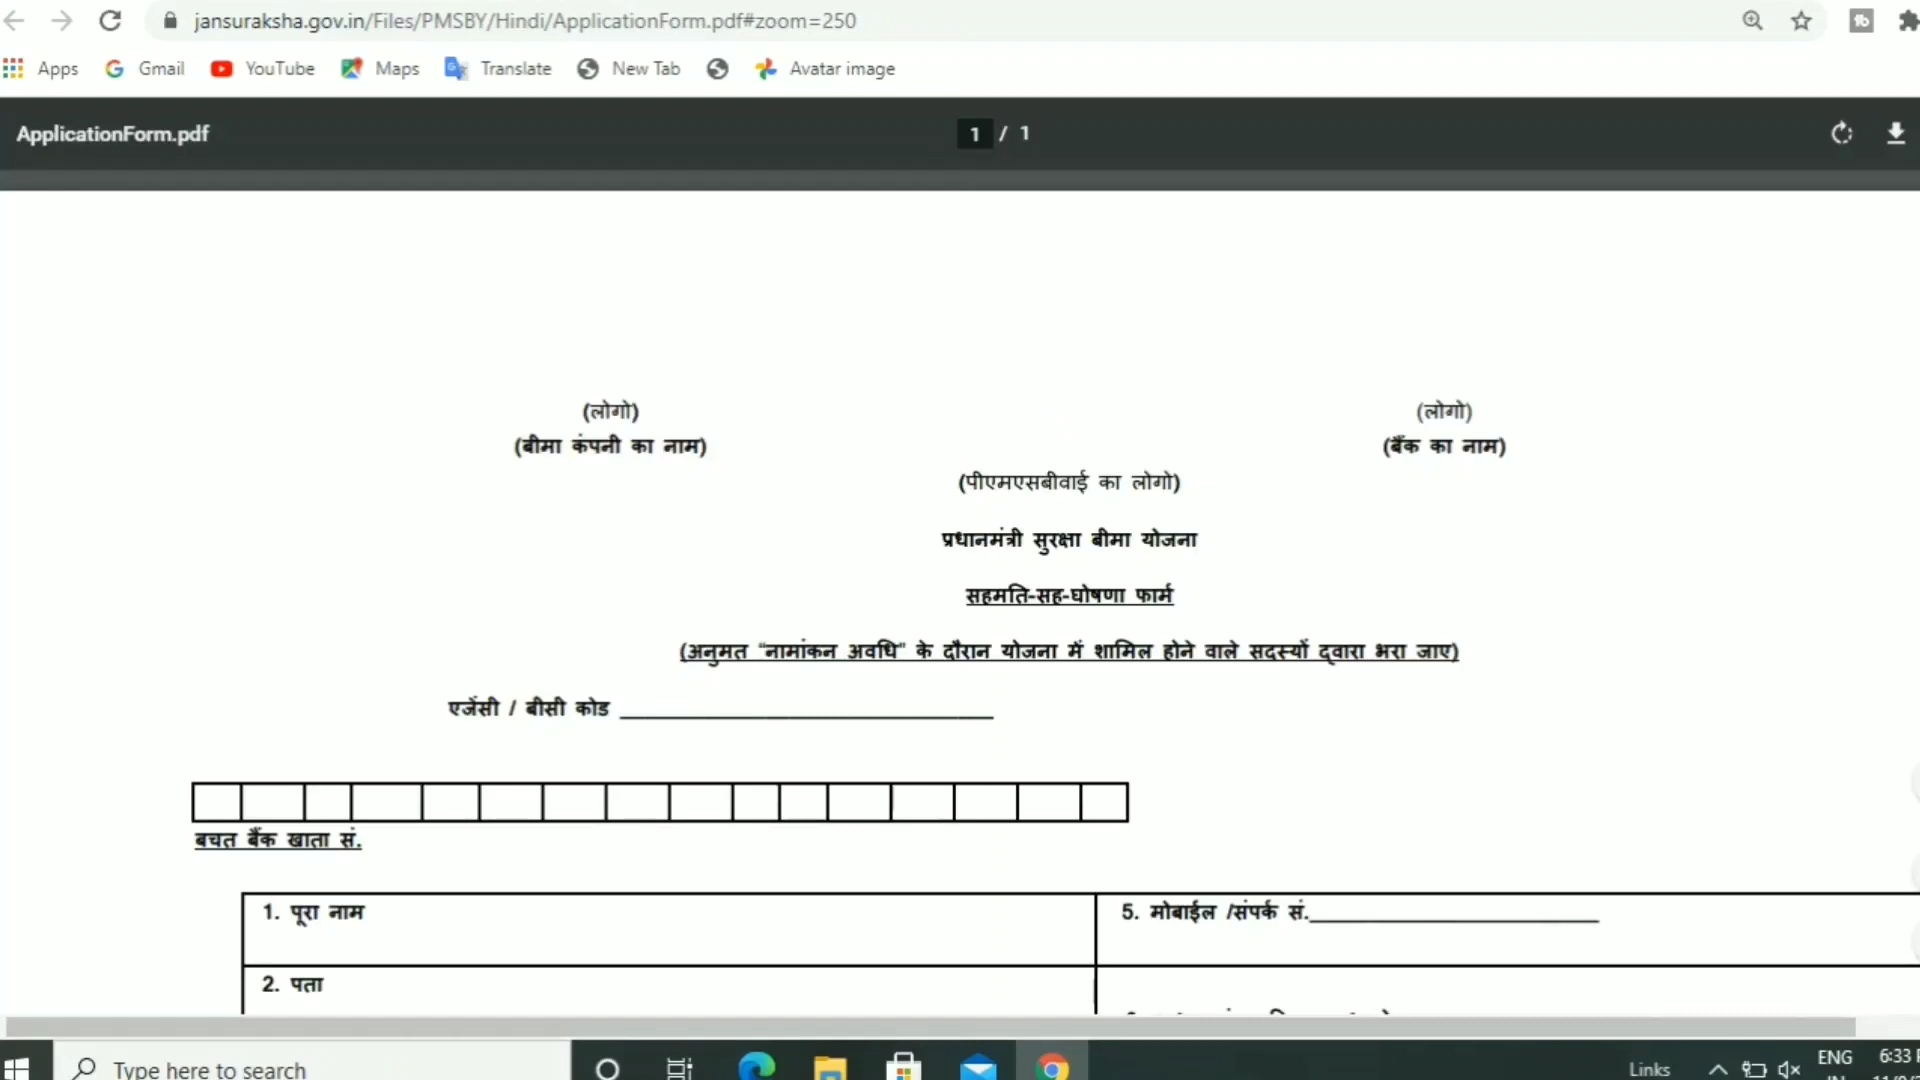 jansuraksha.gov.in/Files/PMSBY/Hindi/ApplicationForm.pdf#zoom=250
Apps Gmail YouTube Maps Translate New Tab Avatar image
ApplicationForm.pdf 1 / 1
(लोगो) (लोगो)
(बीमा कंपनी का नाम) (बैंक का नाम)
(पीएमएसबीवाई का लोगो)
प्रधानमंत्री सुरक्षा बीमा योजना
सहमति-सह-घोषणा फार्म
(अनुमत “नामांकन अवधि” के दौरान योजना में शामिल होने वाले सदस्यों द्वारा भरा जाए)
एजेंसी / बीसी कोड
बचत बैंक खाता सं.
1. पूरा नाम 5. मोबाईल /संपर्क सं.
2. पता
Type here to search Links ENG 6:33